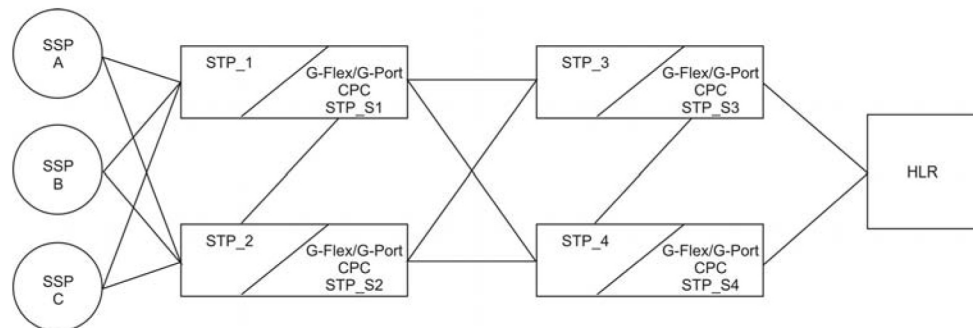 SSP
A
STP_1
G-Flex/G-Port
CPC
STP_S1
STP_3
G-Flex/G-Port
CPC
STP_S3
SSP
B
HLR
STP_2
G-Flex/G-Port
CPC
STP_S2
STP_4
G-Flex/G-Port
CPC
STP_S4
SSP
C